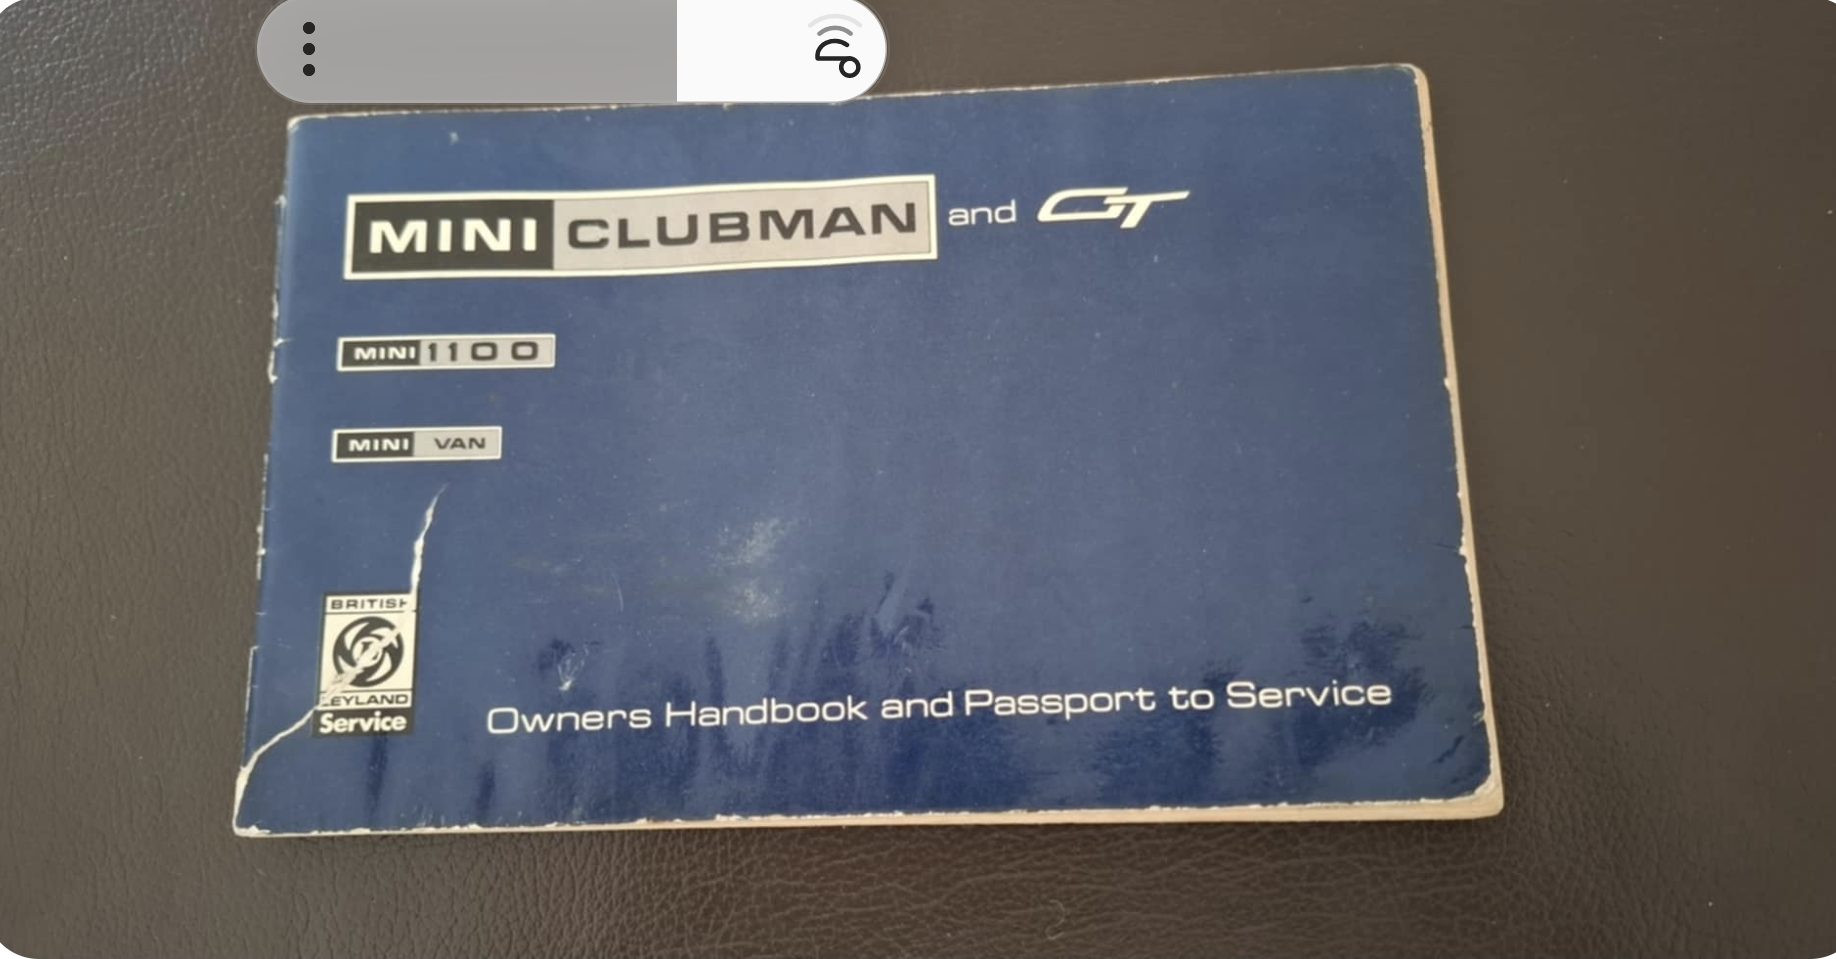 MINI CLUBMAN and GT
MINI 1100
MINI VAN
BRITISH
LEYLAND
Service
Owners Handbook and Passport to Service